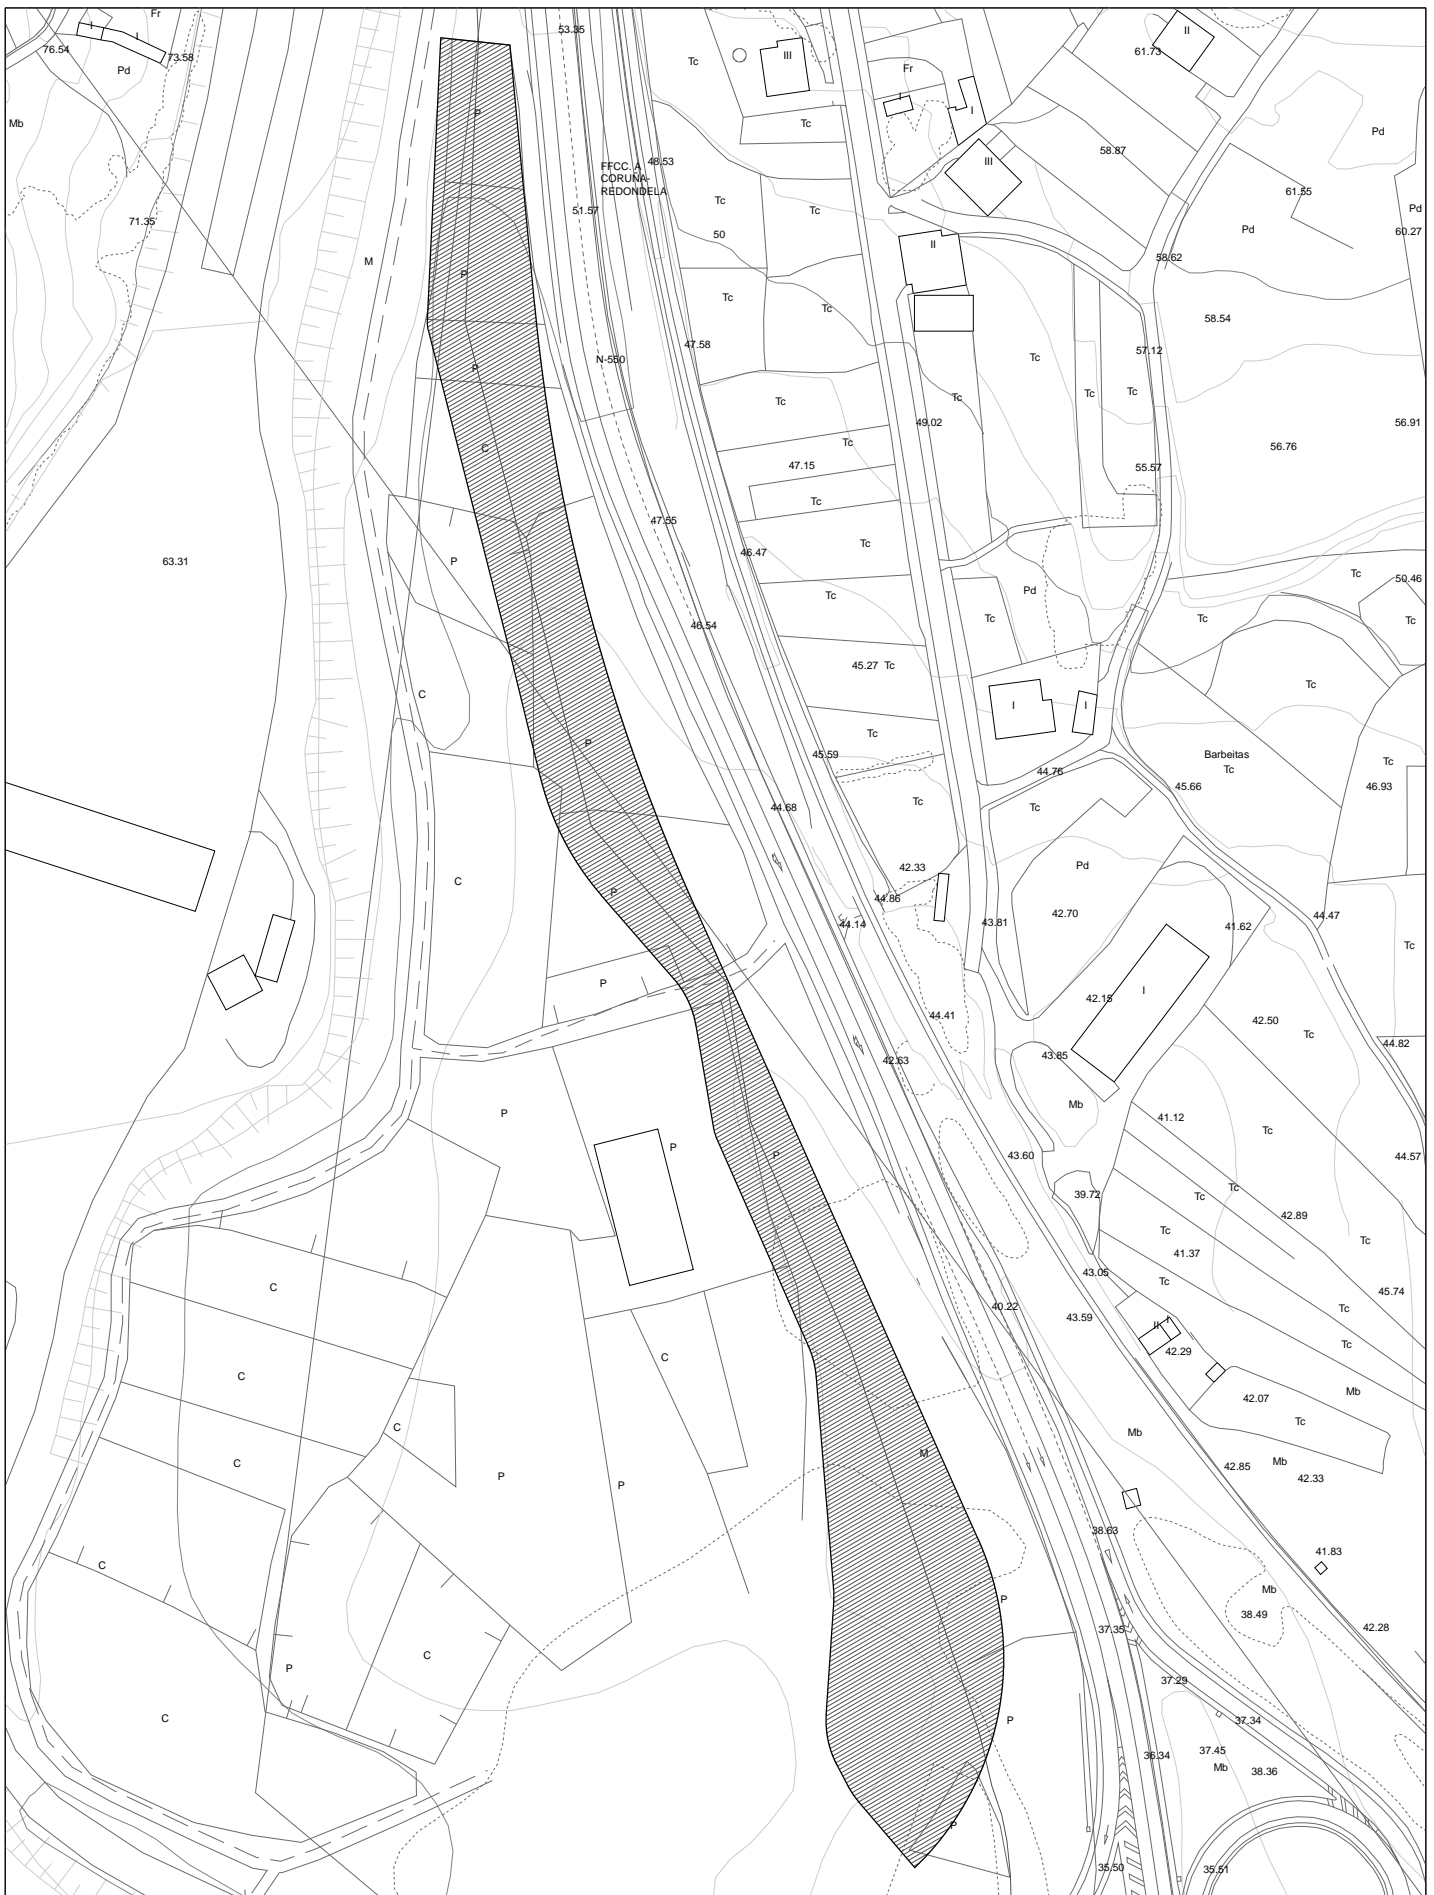 Fr
I
I
76.54
73.58
Pd
Mb
71.35
M
63.31
P
P
P
C
P
C
P
C
P
P
P
P
P
P
C
C
C
C
C
C
P
P
C
P
C
M
P
P
P
53.35
FFCC. A
CORUÑA-
REDONDELA
48.53
51.57
N-550
47.58
47.55
46.47
46.54
45.59
44.68
Tc
III
Tc
Tc
50
Tc
Tc
Tc
Tc
Tc
47.15
Tc
Tc
Tc
45.27 Tc
Tc
Tc
42.33
44.86
44.14
44.41
42.63
Fr
I
I
III
II
61.73
II
58.87
Pd
61.55
Pd
Pd
60.27
58.62
58.54
57.12
Tc
Tc
Tc
Tc
49.02
56.91
56.76
55.57
Pd
Tc
Tc
50.46
Tc
Tc
I
I
Tc
Barbeitas
Tc
Tc
46.93
45.66
44.76
Tc
Pd
42.70
43.81
44.47
41.62
Tc
42.15
I
42.50
Tc
44.82
43.85
Mb
41.12
Tc
44.57
43.60
39.72
Tc
Tc
42.89
Tc
Tc
41.37
43.05
Tc
45.74
40.22
43.59
Tc
II
I
42.29
Tc
42.07
Mb
Tc
Mb
42.85
Mb
42.33
38.63
41.83
Mb
38.49
42.28
37.35
37.29
37.34
37.45
36.34
Mb
38.36
35.50
35.51